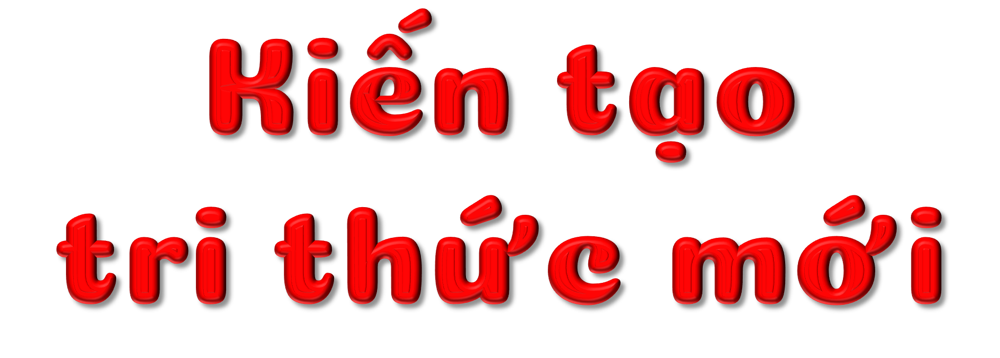 Kiến tạo
tri thức mới